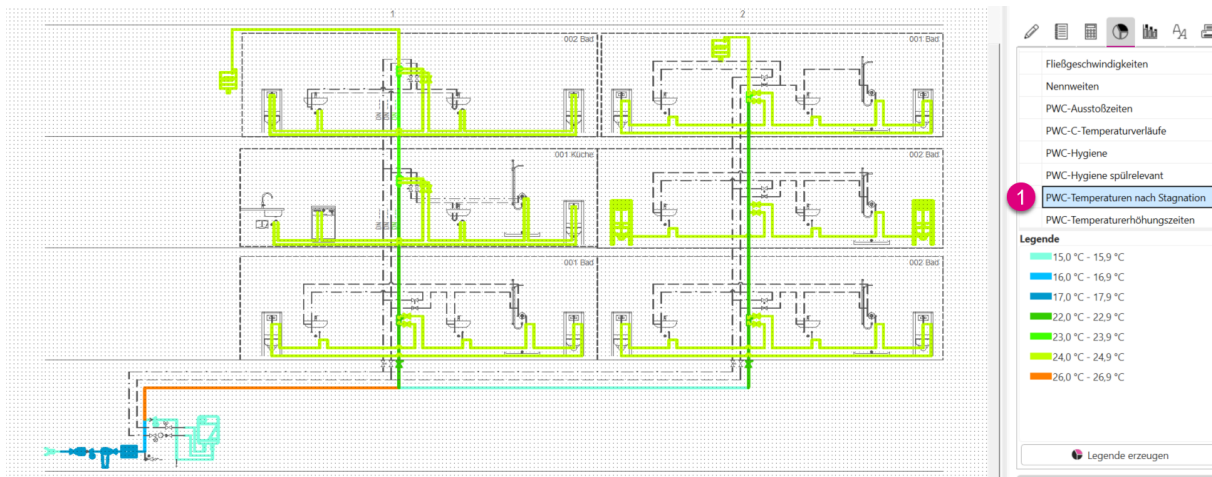 1
2
002 Bad
001 Bad
001 Küche
002 Bad
001 Bad
002 Bad
Fließgeschwindigkeiten
Nennweiten
PWC-Ausstoßzeiten
PWC-C-Temperaturverläufe
PWC-Hygiene
PWC-Hygiene spülrelevant
1
PWC-Temperaturen nach Stagnation
PWC-Temperaturerhöhungszeiten
Legende
15,0 °C - 15,9 °C
16,0 °C - 16,9 °C
17,0 °C - 17,9 °C
22,0 °C - 22,9 °C
23,0 °C - 23,9 °C
24,0 °C - 24,9 °C
26,0 °C - 26,9 °C
Legende erzeugen